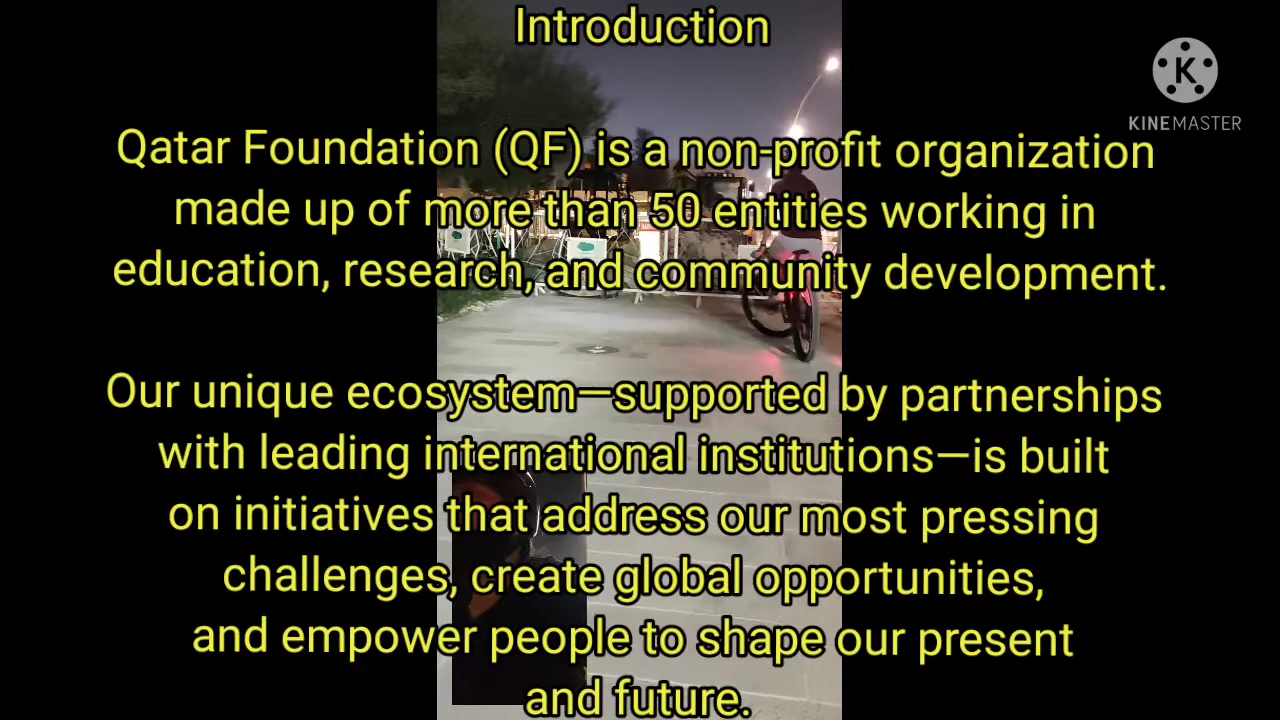 Introduction
KINEMASTER
Qatar Foundation (QF) is a non-profit organization
made up of more than 50 entities working in
education, research, and community development.
Our unique ecosystem—supported by partnerships
with leading international institutions—is built
on initiatives that address our most pressing
challenges, create global opportunities,
and empower people to shape our present
and future.